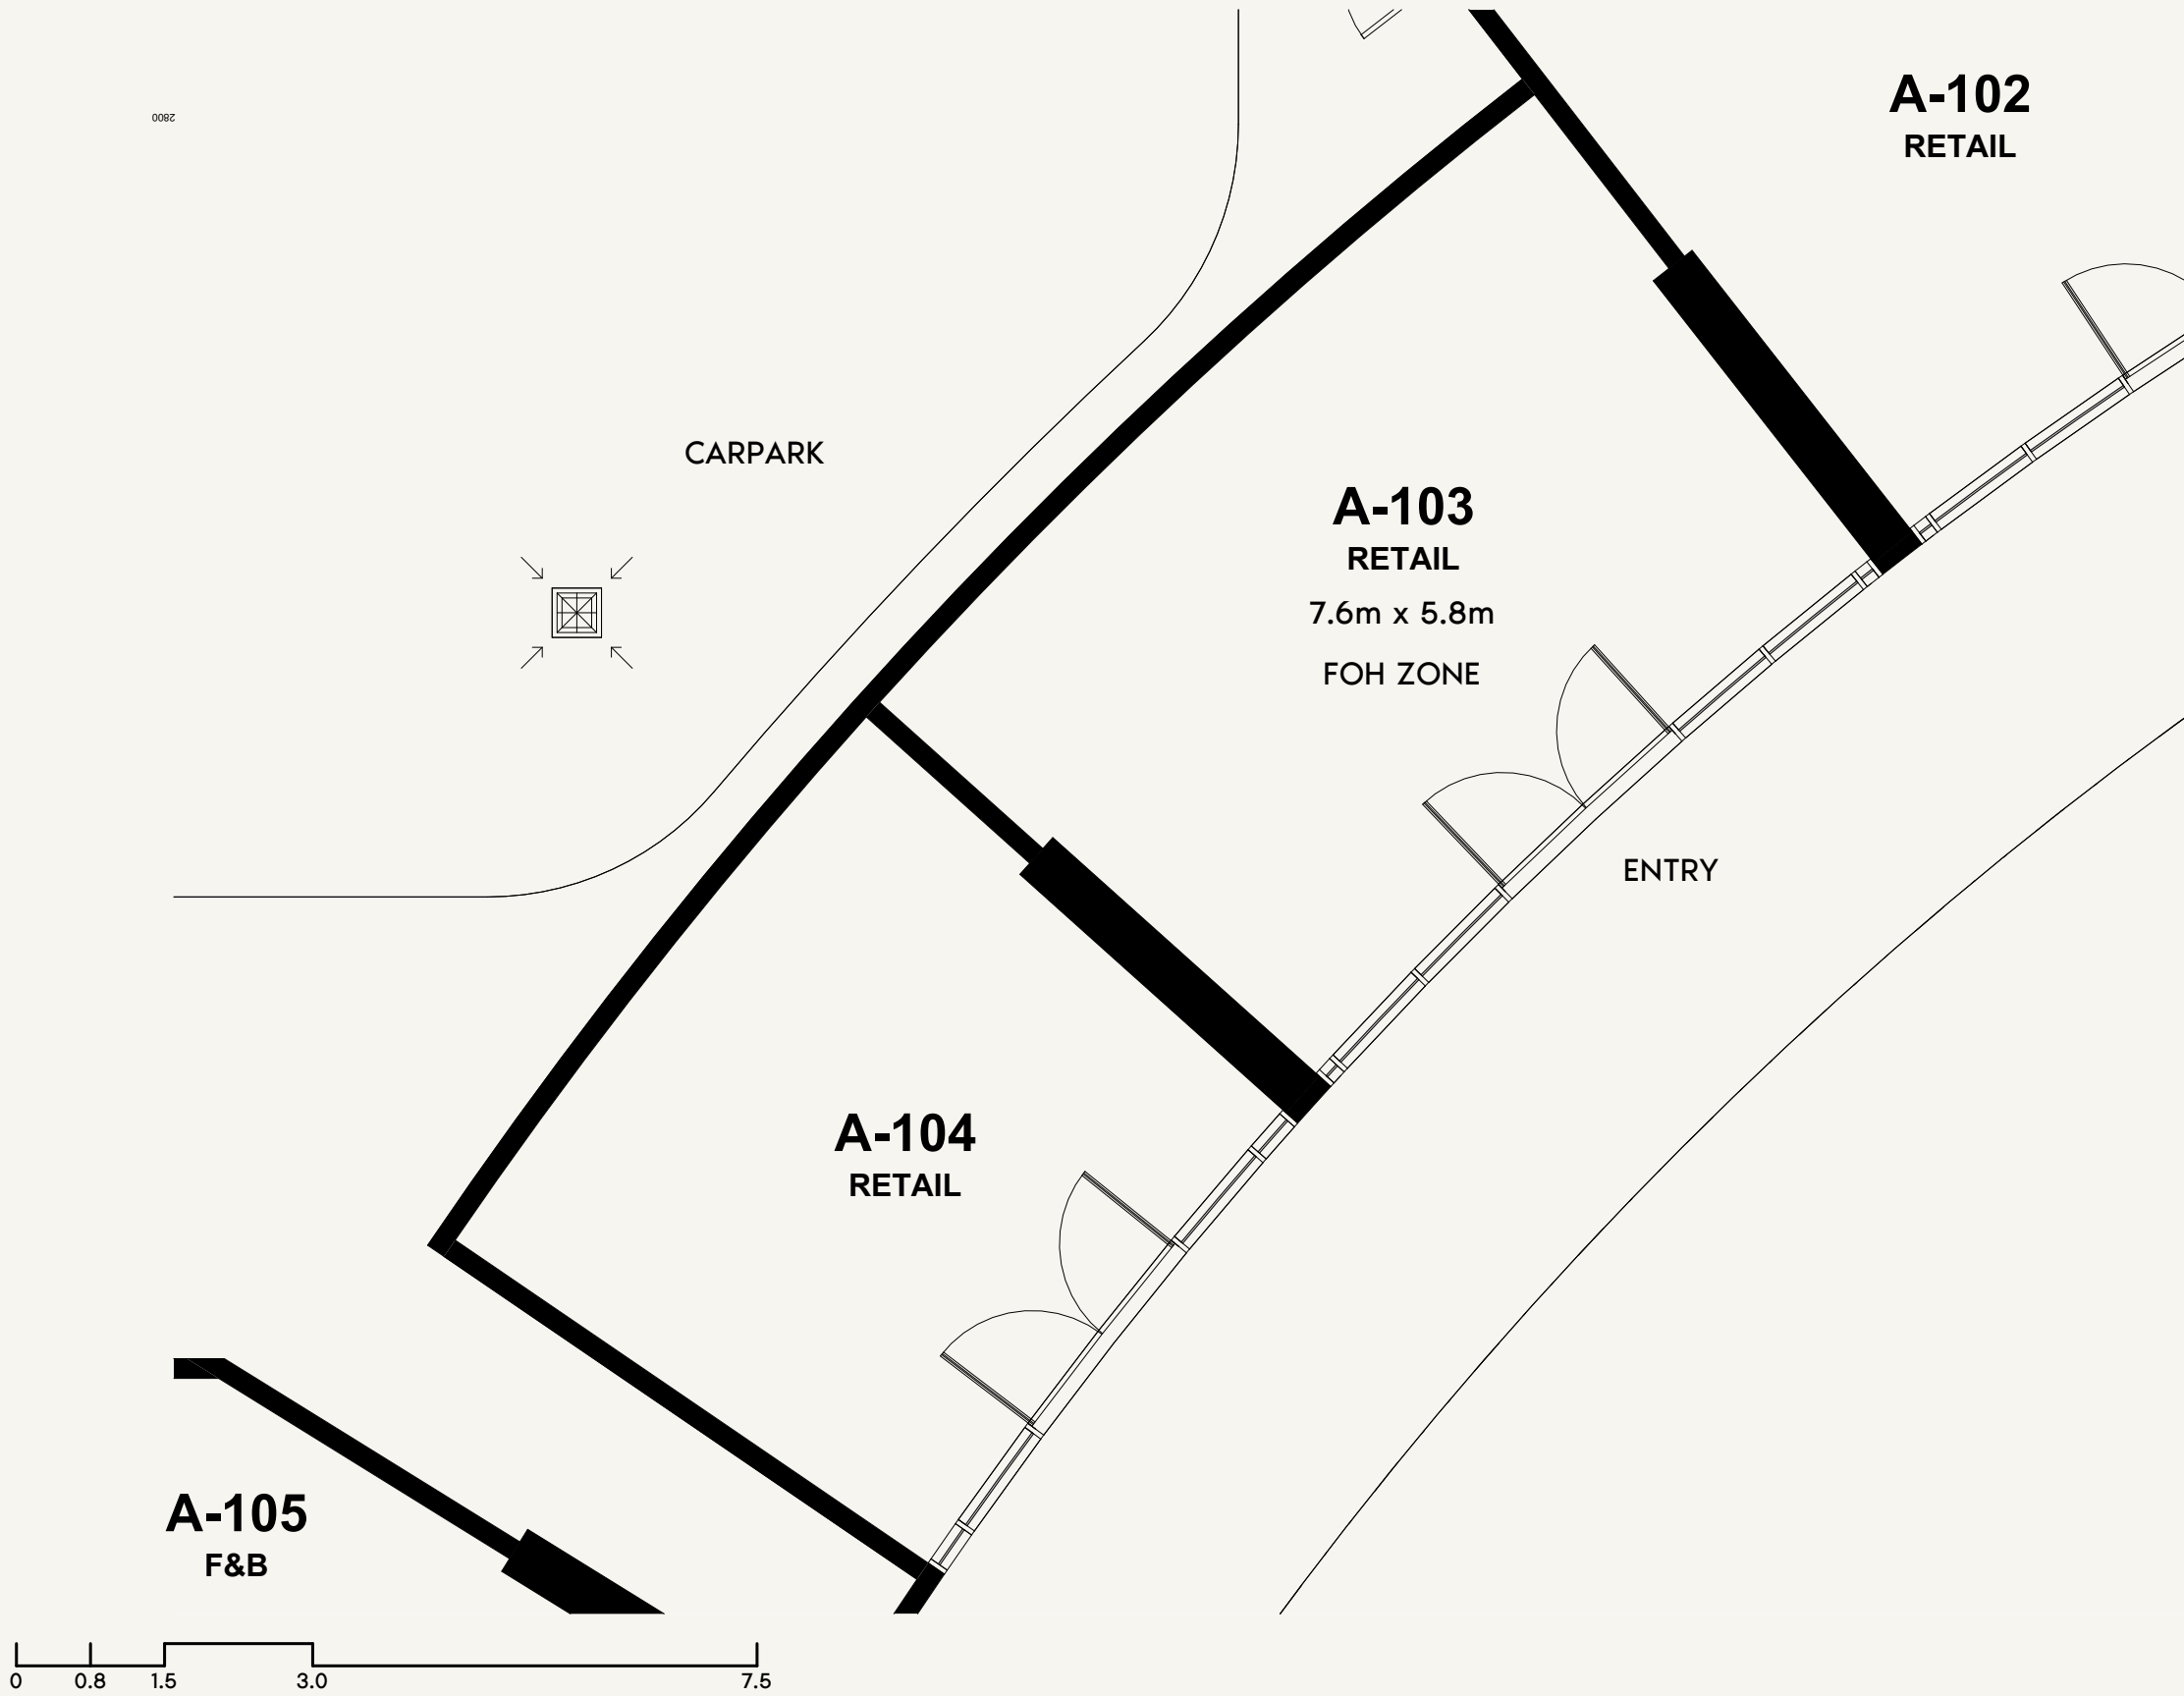 A-102
RETAIL
2800
CARPARK
A-103
RETAIL
7.6m x 5.8m
FOH ZONE
ENTRY
A-104
RETAIL
A-105
F&B
0 0.8 1.5 3.0 7.5